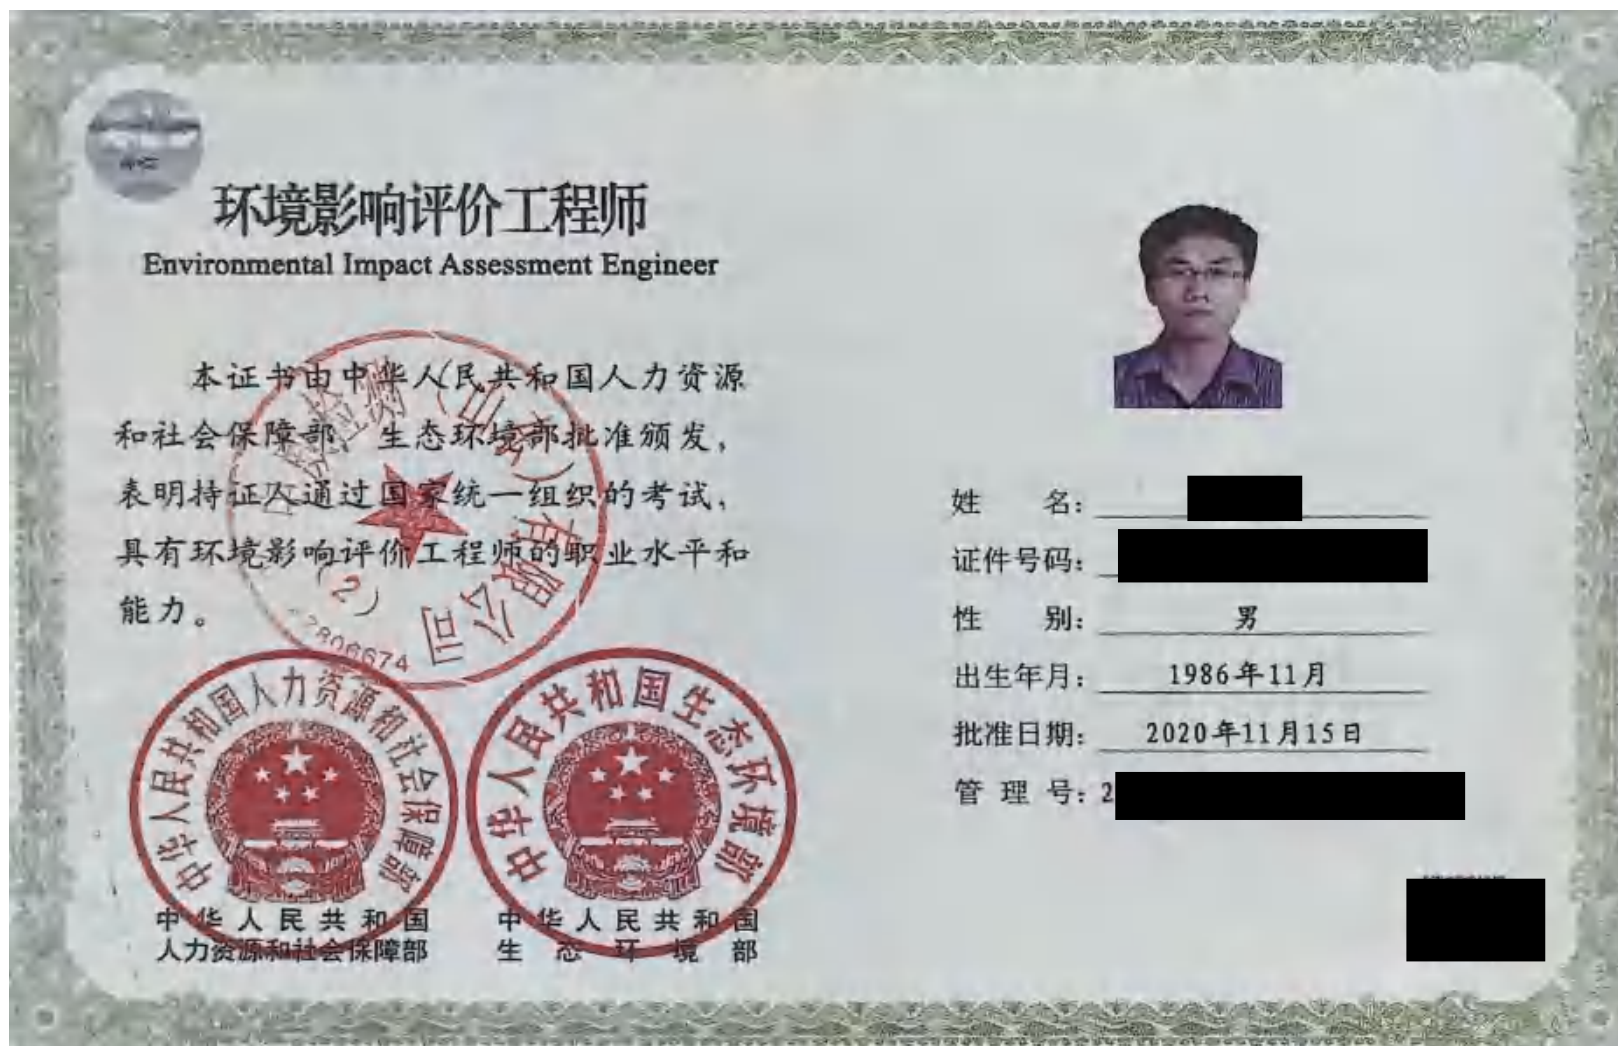 环境影响评价工程师
Environmental Impact Assessment Engineer
本证书由中华人民共和国人力资源
和社会保障部、生态环境部批准颁发，
表明持证人通过国家统一组织的考试，
具有环境影响评价工程师的职业水平和
能力。
有限公司
(2)
2806674
中华人民共和国人力资源和社会保障部
中华人民共和国生态环境部
中华人民共和国
人力资源和社会保障部
中华人民共和国
生态环境部
姓名：
证件号码：
性别：男
出生年月：1986年11月
批准日期：2020年11月15日
管理号：2